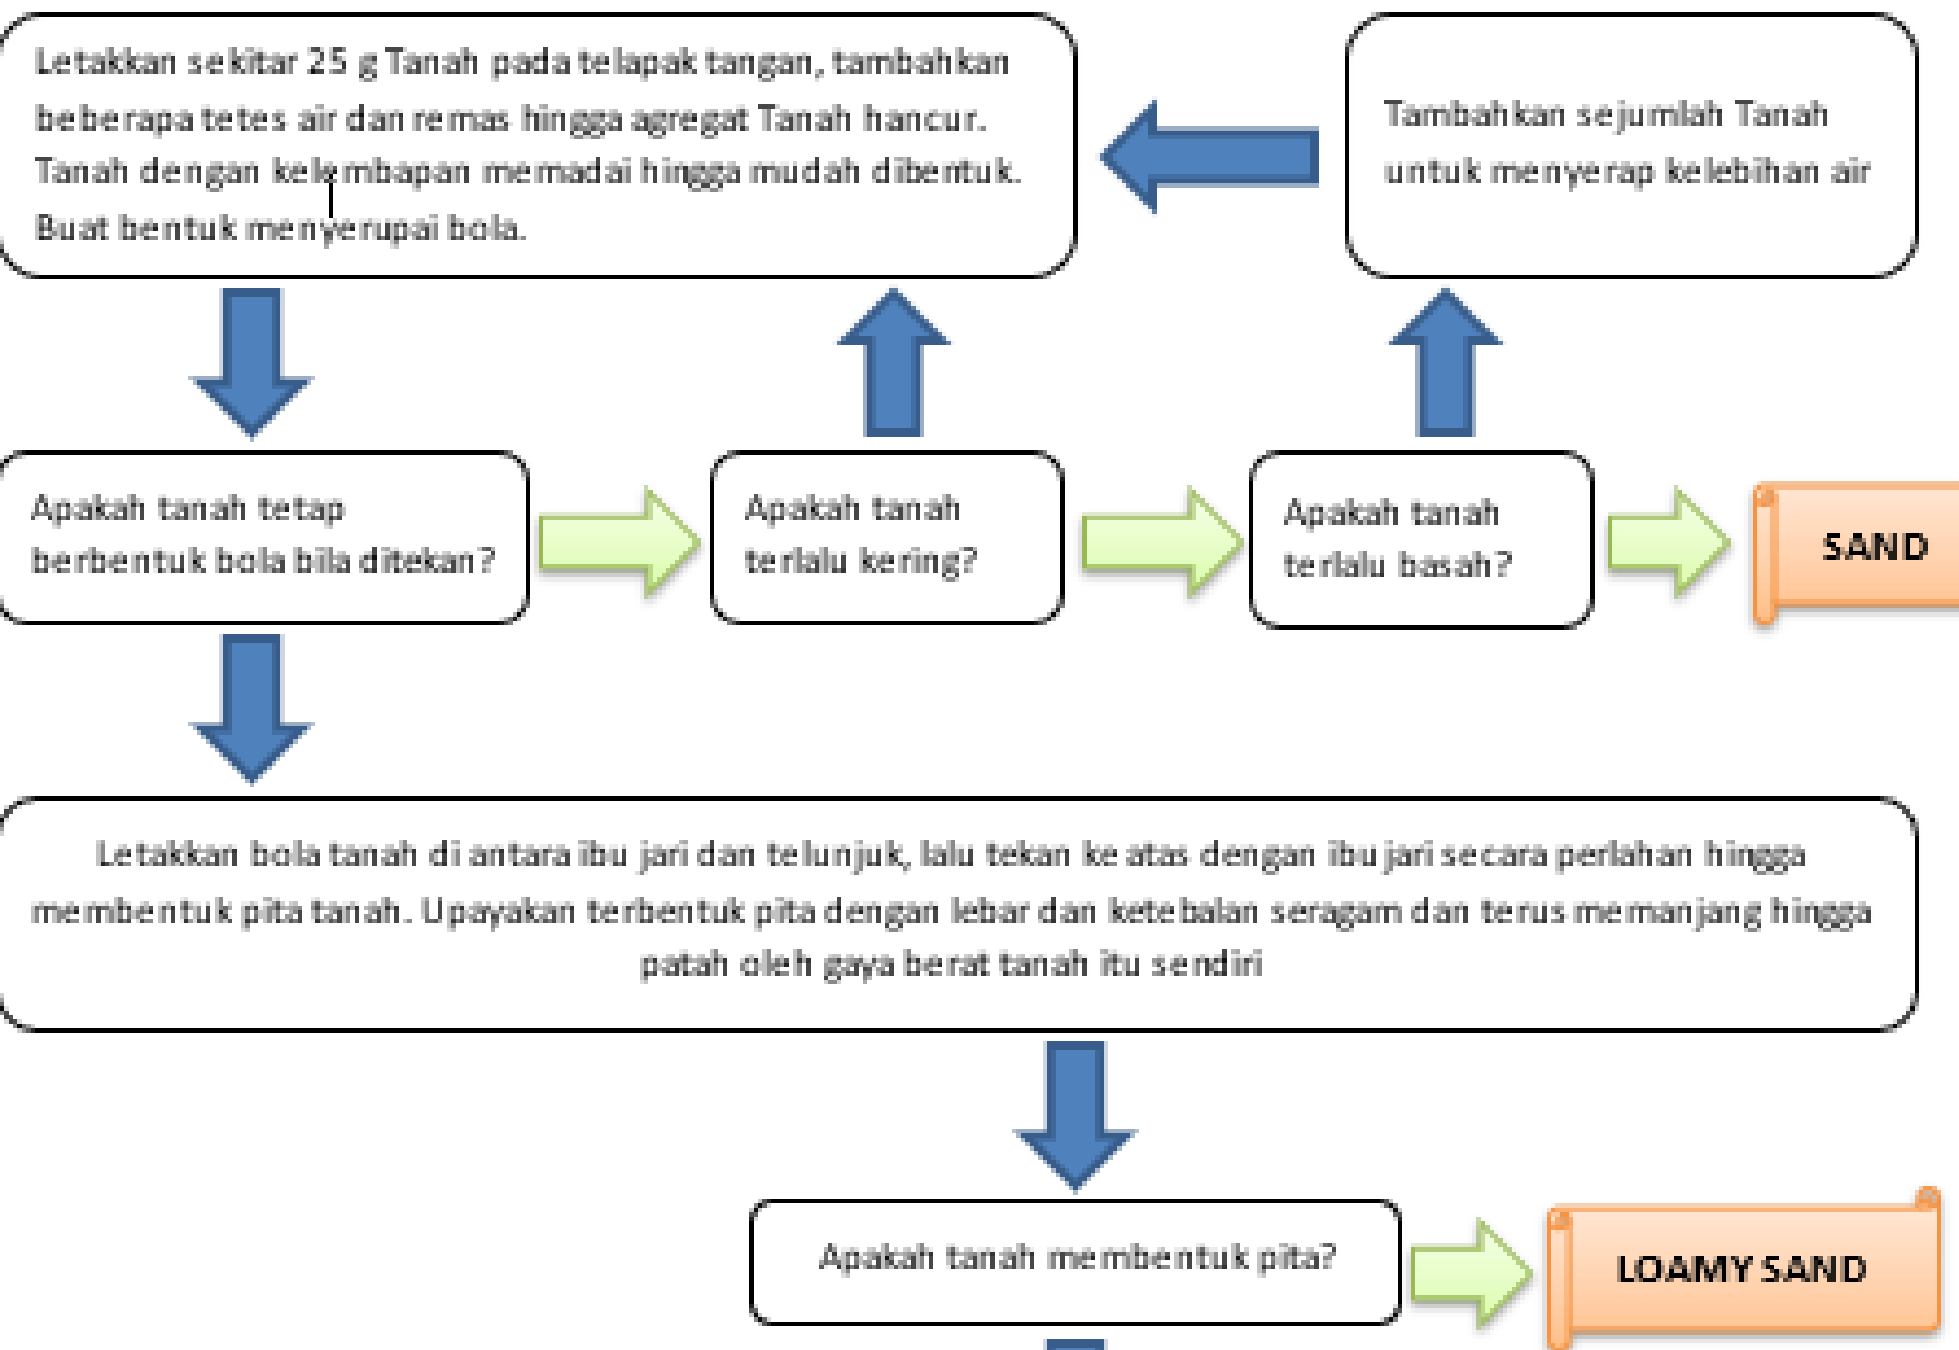 Letakkan sekitar 25 g Tanah pada telapak tangan, tambahkan
beberapa tetes air dan remas hingga agregat Tanah hancur.
Tanah dengan kelembapan memadai hingga mudah dibentuk.
Buat bentuk menyerupai bola.
Tambahkan sejumlah Tanah
untuk menyerap kelebihan air
Apakah tanah tetap
berbentuk bola bila ditekan?
Apakah tanah
terlalu kering?
Apakah tanah
terlalu basah?
SAND
Letakkan bola tanah di antara ibu jari dan telunjuk, lalu tekan ke atas dengan ibu jari secara perlahan hingga
membentuk pita tanah. Upayakan terbentuk pita dengan lebar dan ketebalan seragam dan terus memanjang hingga
patah oleh gaya berat tanah itu sendiri
Apakah tanah membentuk pita?
LOAMY SAND